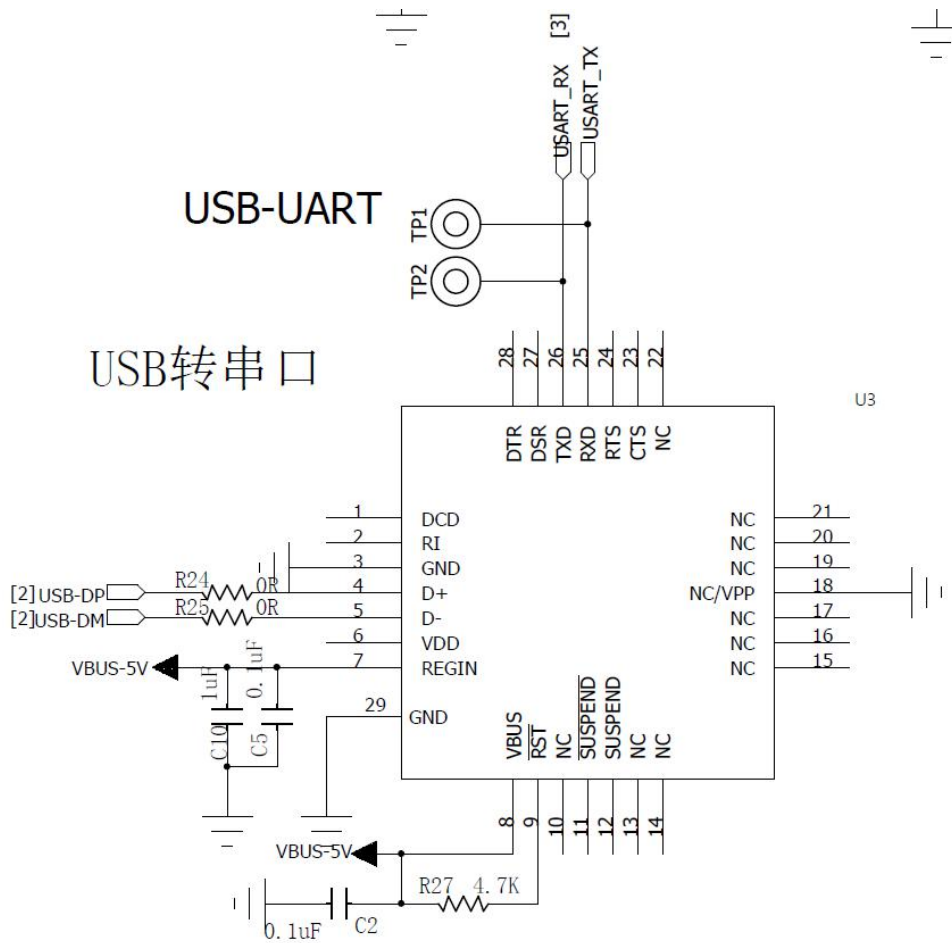 [3]
USART_RX
USART_TX
USB-UART
TP1
TP2
USB转串口
28
27
26
25
24
23
22
U3
DTR
DSR
TXD
RXD
RTS
CTS
NC
1
DCD
NC
21
2
RI
NC
20
3
GND
NC
19
[2]USB-DP
R24
0R
4
D+
NC/VPP
18
[2]USB-DM
R25
0R
5
D-
NC
17
6
VDD
NC
16
VBUS-5V
7
REGIN
NC
15
1uF
0.1uF
C10
C5
29
GND
VBUS
RST
NC
SUSPEND
SUSPEND
NC
NC
8
9
10
11
12
13
14
VBUS-5V
R27 4.7K
0.1uF
C2